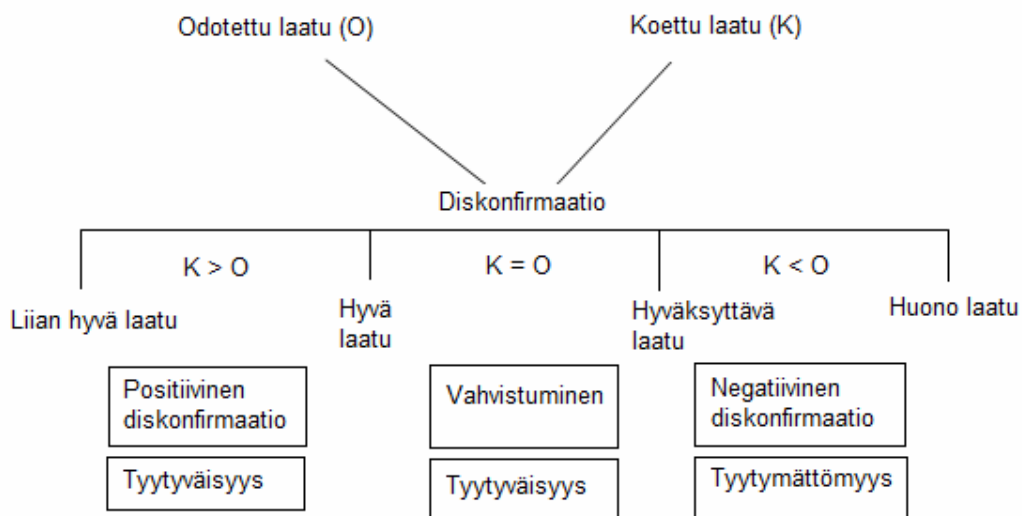 Odotettu laatu (O)
Koettu laatu (K)
Diskonfirmaatio
K > O
K = O
K < O
Liian hyvä laatu
Hyvä
laatu
Hyväksyttävä
laatu
Huono laatu
Positiivinen
diskonfirmaatio
Vahvistuminen
Negatiivinen
diskonfirmaatio
Tyytyväisyys
Tyytyväisyys
Tyytymättömyys